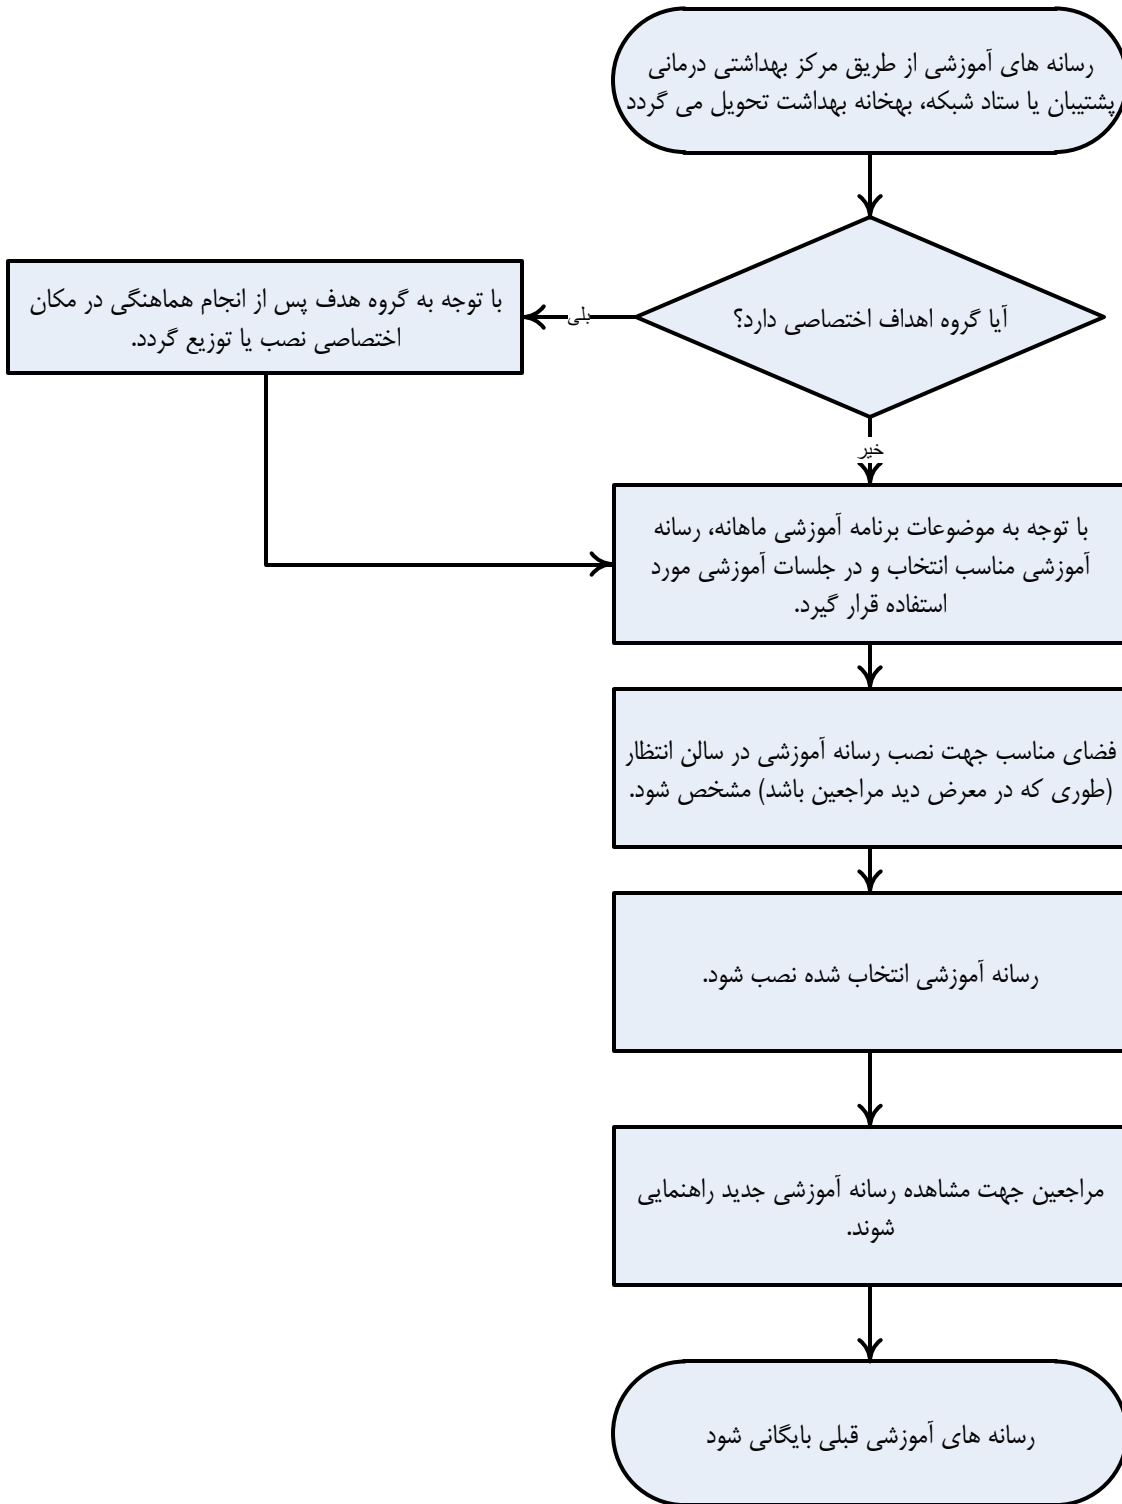 رسانه های آموزشی از طریق مرکز بهداشتی درمانی
پشتیبان یا ستاد شبکه، بهخانه بهداشت تحویل می گردد
آیا گروه اهداف اختصاصی دارد؟
بلی
با توجه به گروه هدف پس از انجام هماهنگی در مکان
اختصاصی نصب یا توزیع گردد.
خیر
با توجه به موضوعات برنامه آموزشی ماهانه، رسانه
آموزشی مناسب انتخاب و در جلسات آموزشی مورد
استفاده قرار گیرد.
فضای مناسب جهت نصب رسانه آموزشی در سالن انتظار
(طوری که در معرض دید مراجعین باشد) مشخص شود.
رسانه آموزشی انتخاب شده نصب شود.
مراجعین جهت مشاهده رسانه آموزشی جدید راهنمایی
شوند.
رسانه های آموزشی قبلی بایگانی شود